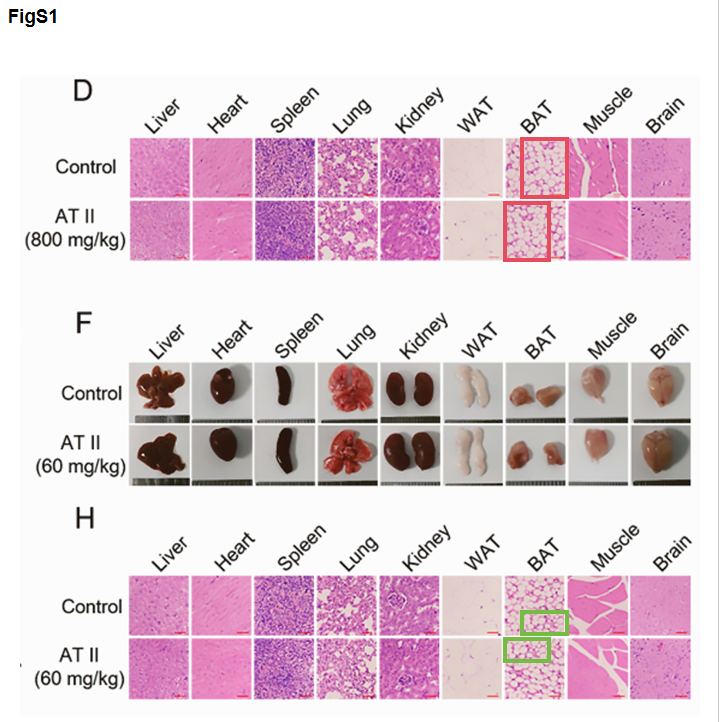 FigS1
D
Liver Heart Spleen Lung Kidney WAT BAT Muscle Brain
Control
AT II
(800 mg/kg)
F
Liver Heart Spleen Lung Kidney WAT BAT Muscle Brain
Control
AT II
(60 mg/kg)
H
Liver Heart Spleen Lung Kidney WAT BAT Muscle Brain
Control
AT II
(60 mg/kg)